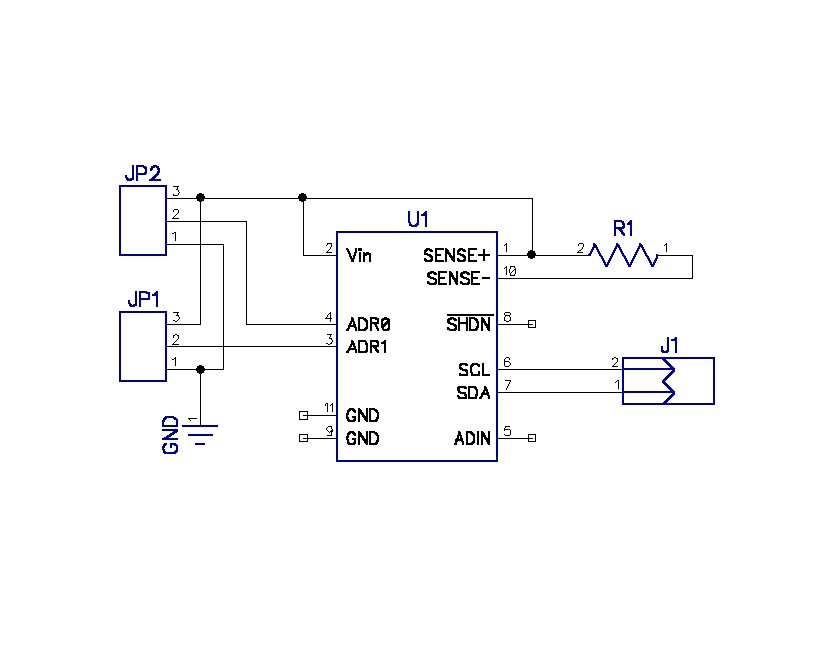 JP2
3
2
1
JP1
3
2
1
GND
1
U1
2 Vin
4 ADR0
3 ADR1
11 GND
9 GND
SENSE+ 1
SENSE- 10
SHDN 8
SCL 6
SDA 7
ADIN 5
R1
2 1
J1
2
1